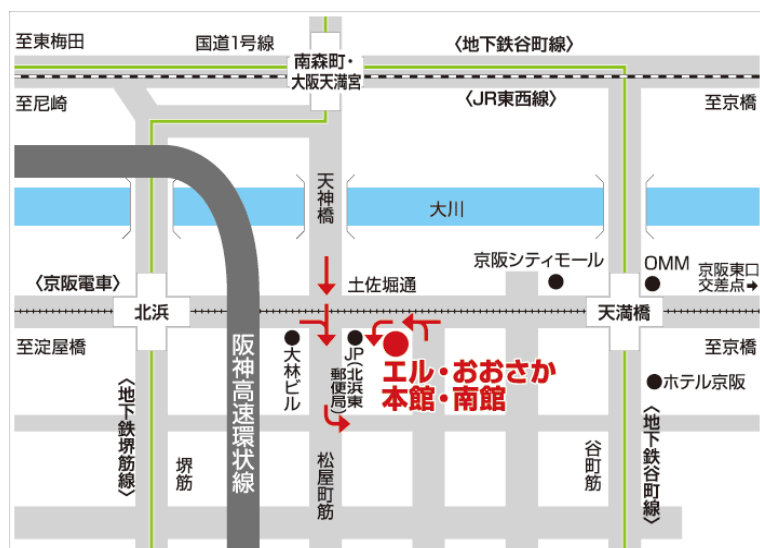 至東梅田
国道1号線
〈地下鉄谷町線〉
南森町・
大阪天満宮
至尼崎
〈JR東西線〉
至京橋
天神橋
大川
京阪シティモール
OMM
京阪東口
交差点➡
〈京阪電車〉
土佐堀通
北浜
天満橋
至淀屋橋
阪神高速環状線
大林ビル
JP(北浜東
郵便局)
エル・おおさか
本館・南館
至京橋
ホテル京阪
〈地下鉄堺筋線〉
堺筋
松屋町筋
谷町筋
〈地下鉄谷町線〉